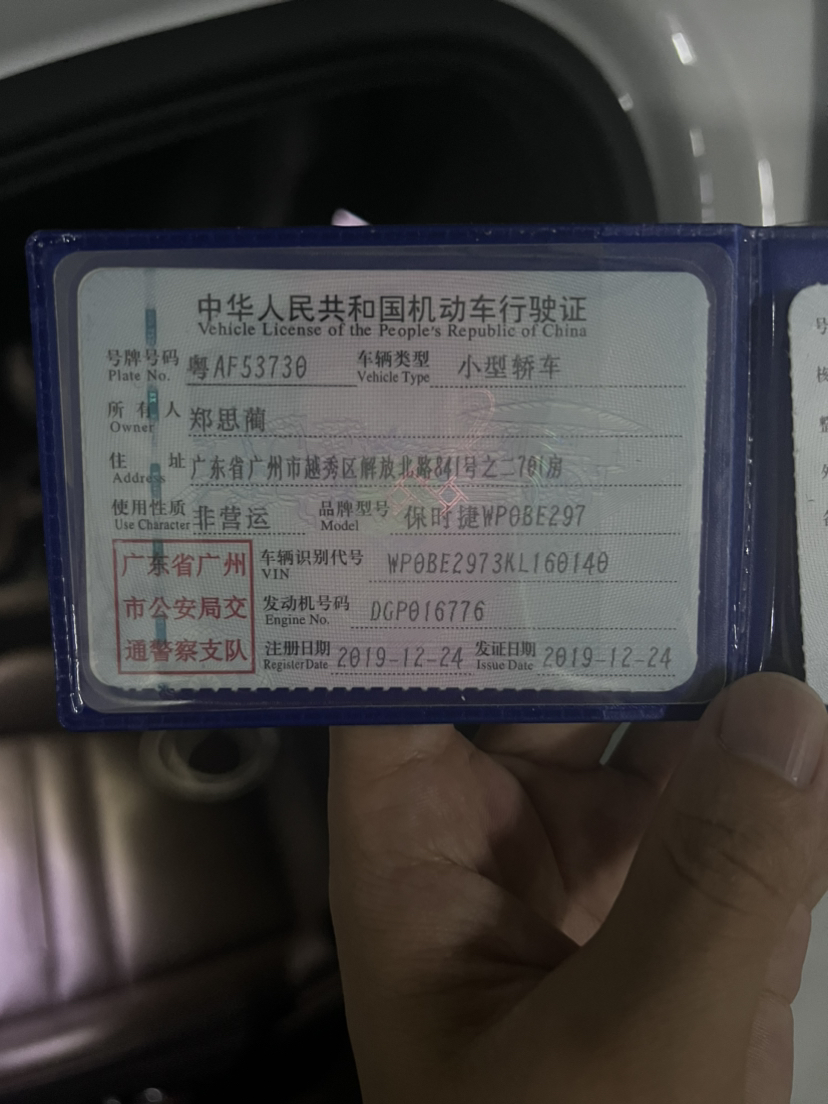 中华人民共和国机动车行驶证
Vehicle License of the People's Republic of China
号牌号码 粤AF53730 车辆类型 小型轿车
Plate No. Vehicle Type
所有人 郑思蔺
Owner
住址 广东省广州市越秀区解放北路841号之二701房
Address
使用性质 非营运 品牌型号 保时捷WP0BE297
Use Character Model
广东省广州 车辆识别代号 WP0BE2973KL160140
VIN
市公安局交 发动机号码 DGP016776
Engine No.
通警察支队 注册日期 2019-12-24 发证日期 2019-12-24
Register Date Issue Date
号